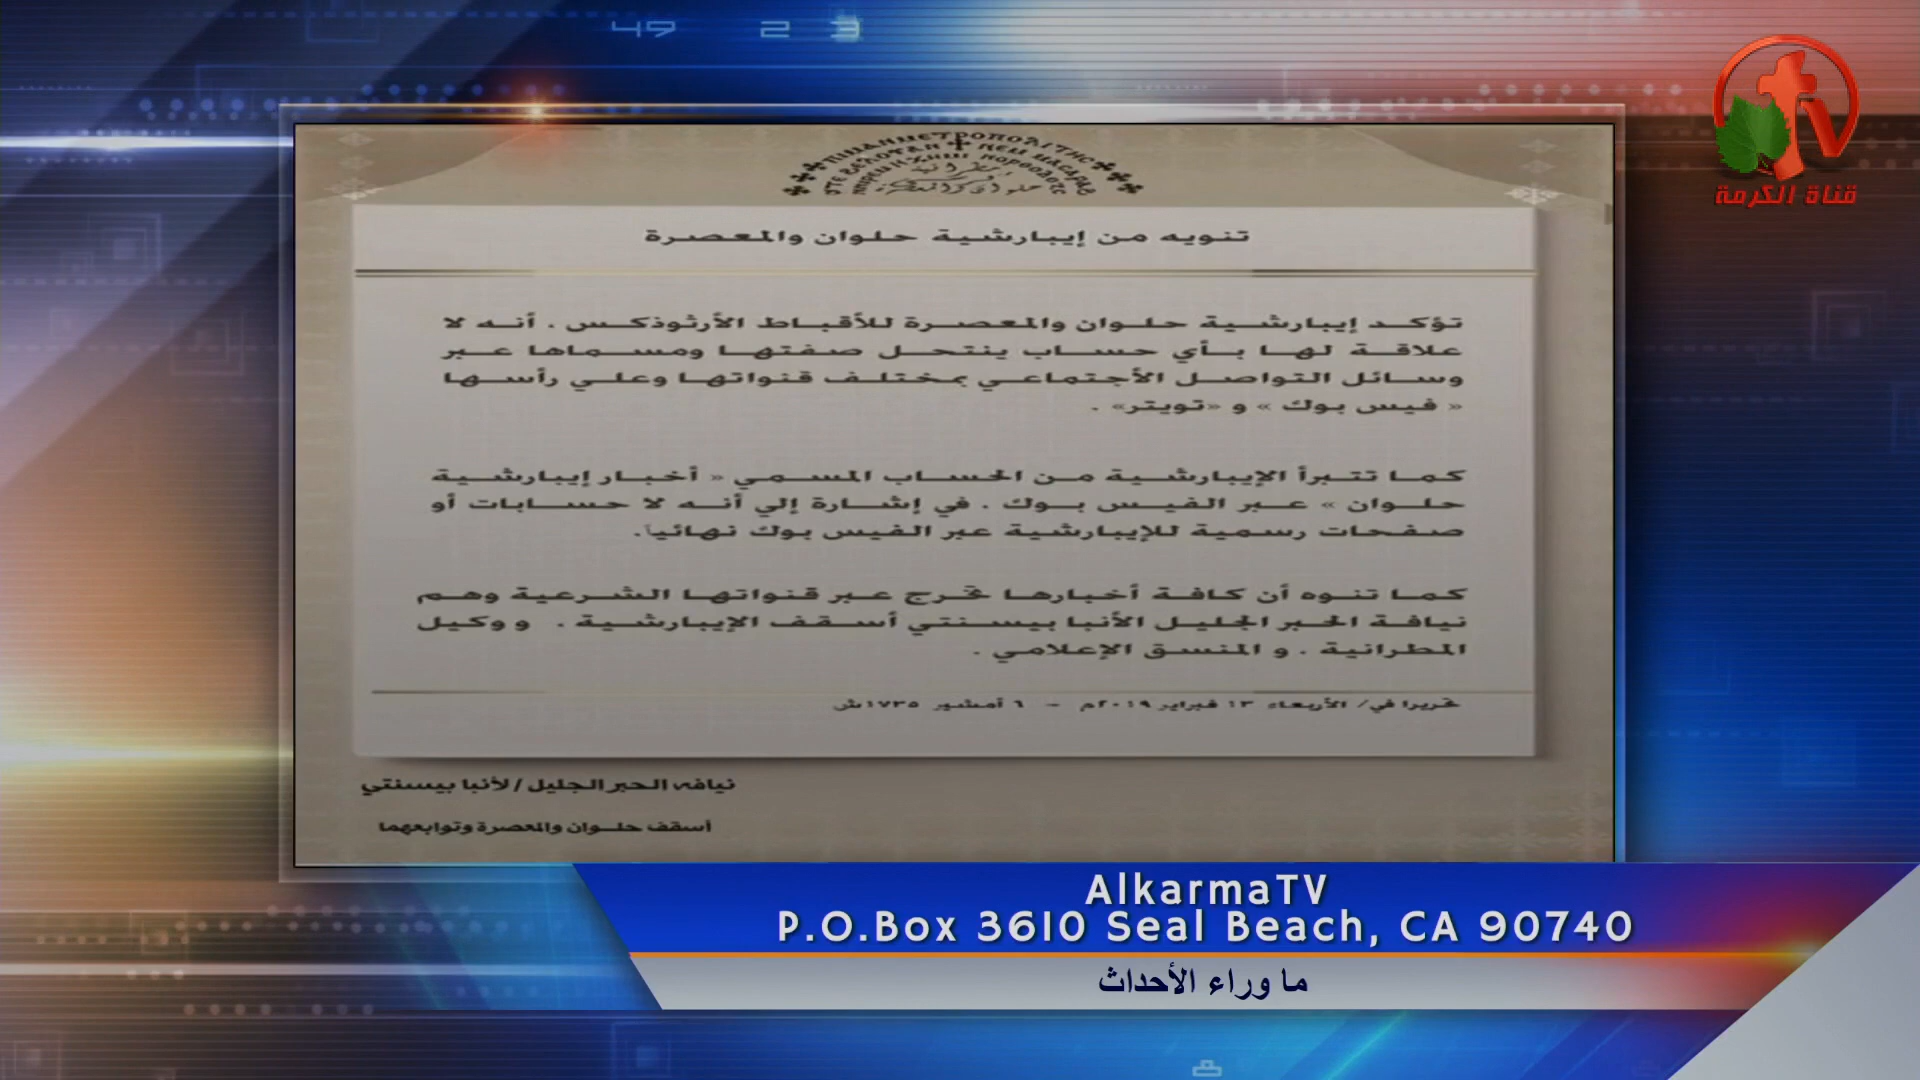 49 2 3
tv
قناة الكرمة
تنويه من إيبارشية حلوان والمعصرة
تؤكد إيبارشية حلوان والمعصرة للأقباط الأرثوذكس . أنه لا
علاقة لها بأي حساب ينتحل صفتها ومسماها عبر
وسائل التواصل الأجتماعي بمختلف قنواتها وعلي رأسها
« فيس بوك » و «تويتر» .
كما تتبرأ الإيبارشية من الحساب المسمي « أخبار إيبارشية
حلوان » عبر الفيس بوك . في إشارة إلي أنه لا حسابات أو
صفحات رسمية للإيبارشية عبر الفيس بوك نهائياً.
كما تنوه أن كافة أخبارها تخرج عبر قنواتها الشرعية وهم
نيافة الحبر الجليل الأنبا بيسنتي أسقف الإيبارشية . و وكيل
المطرانية . و المنسق الإعلامي .
تحريرا في/ الأربعاء ١٣ فبراير ٢٠١٩م - ٦ أمشير ١٧٣٥ش
نيافه الحبر الجليل / لأنبا بيسنتي
أسقف حلوان والمعصرة وتوابعهما
AlkarmaTV
P.O.Box 3610 Seal Beach, CA 90740
ما وراء الأحداث